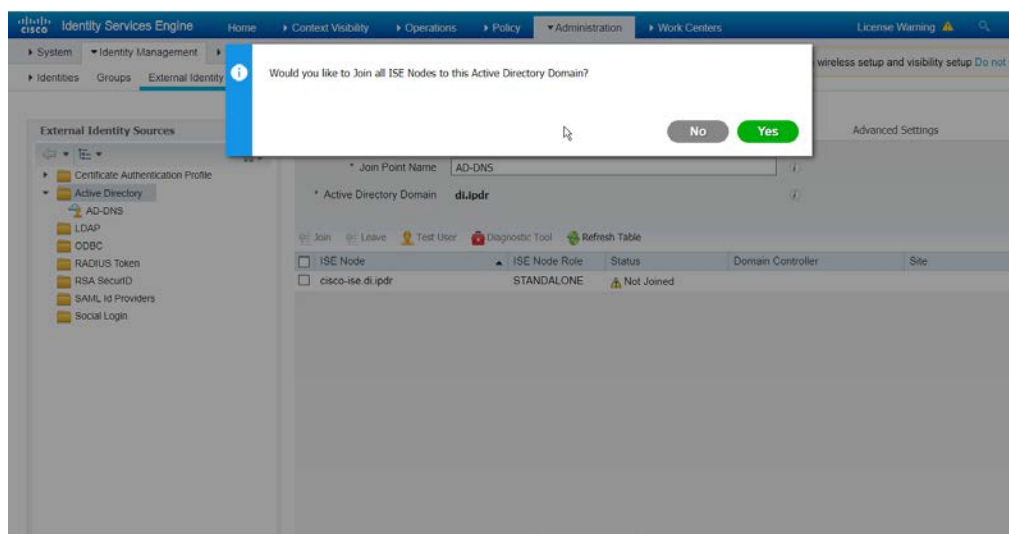 cisco Identity Services Engine Home Context Visibility Operations Policy Administration Work Centers License Warning
System Identity Management
Identities Groups External Identity
wireless setup and visibility setup Do not
Would you like to Join all ISE Nodes to this Active Directory Domain?
No Yes
External Identity Sources
Advanced Settings
Certificate Authentication Profile
Active Directory
AD-DNS
LDAP
ODBC
RADIUS Token
RSA SecurID
SAML Id Providers
Social Login
* Join Point Name AD-DNS
* Active Directory Domain di.ipdr
Join Leave Test User Diagnostic Tool Refresh Table
ISE Node ISE Node Role Status Domain Controller Site
cisco-ise.di.ipdr STANDALONE Not Joined